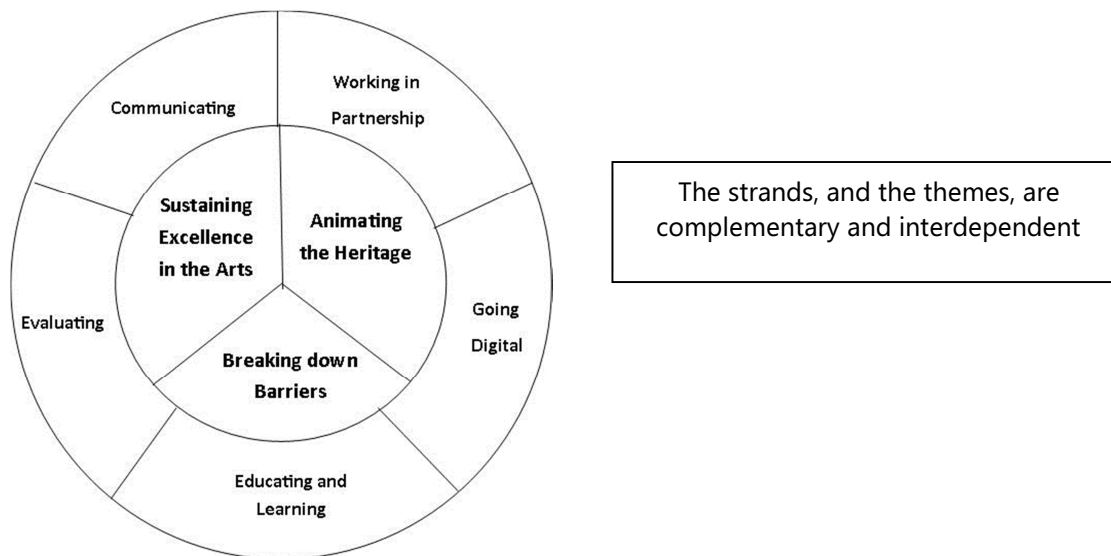 Communicating
Working in
Partnership
Sustaining
Excellence
in the Arts
Animating
the Heritage
Evaluating
Going
Digital
Breaking down
Barriers
Educating and
Learning
The strands, and the themes, are
complementary and interdependent